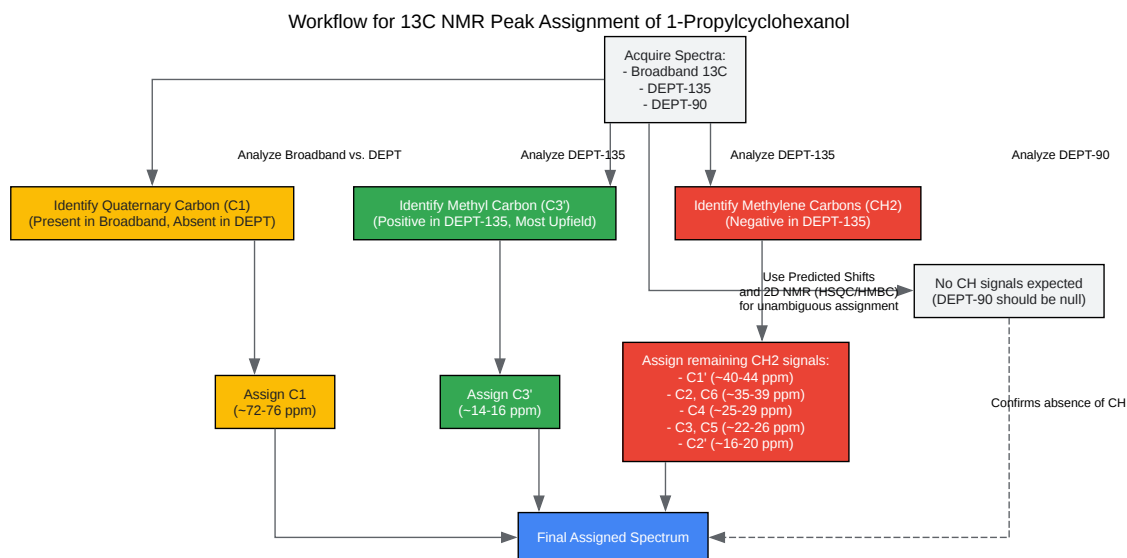 Workflow for 13C NMR Peak Assignment of 1-Propylcyclohexanol
Acquire Spectra:
- Broadband 13C
- DEPT-135
- DEPT-90
Analyze Broadband vs. DEPT
Analyze DEPT-135
Analyze DEPT-135
Analyze DEPT-90
Identify Quaternary Carbon (C1)
(Present in Broadband, Absent in DEPT)
Identify Methyl Carbon (C3')
(Positive in DEPT-135, Most Upfield)
Identify Methylene Carbons (CH2)
(Negative in DEPT-135)
Use Predicted Shifts
and 2D NMR (HSQC/HMBC)
for unambiguous assignment
No CH signals expected
(DEPT-90 should be null)
Assign C1
(~72-76 ppm)
Assign C3'
(~14-16 ppm)
Assign remaining CH2 signals:
- C1' (~40-44 ppm)
- C2, C6 (~35-39 ppm)
- C4 (~25-29 ppm)
- C3, C5 (~22-26 ppm)
- C2' (~16-20 ppm)
Confirms absence of CH
Final Assigned Spectrum